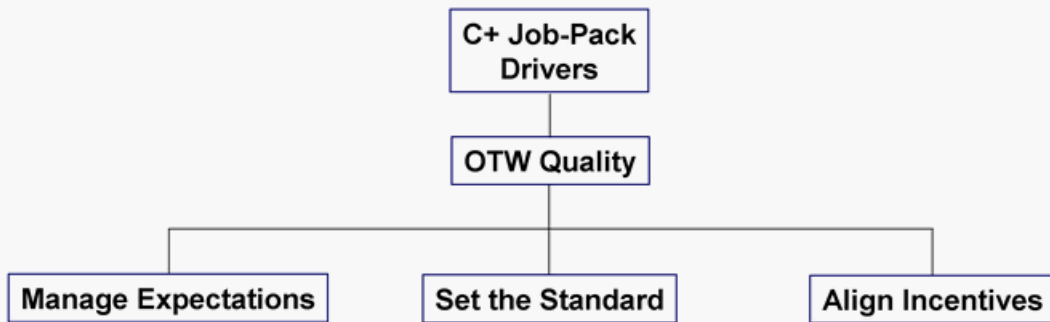 C+ Job-Pack
Drivers
OTW Quality
Manage Expectations
Set the Standard
Align Incentives